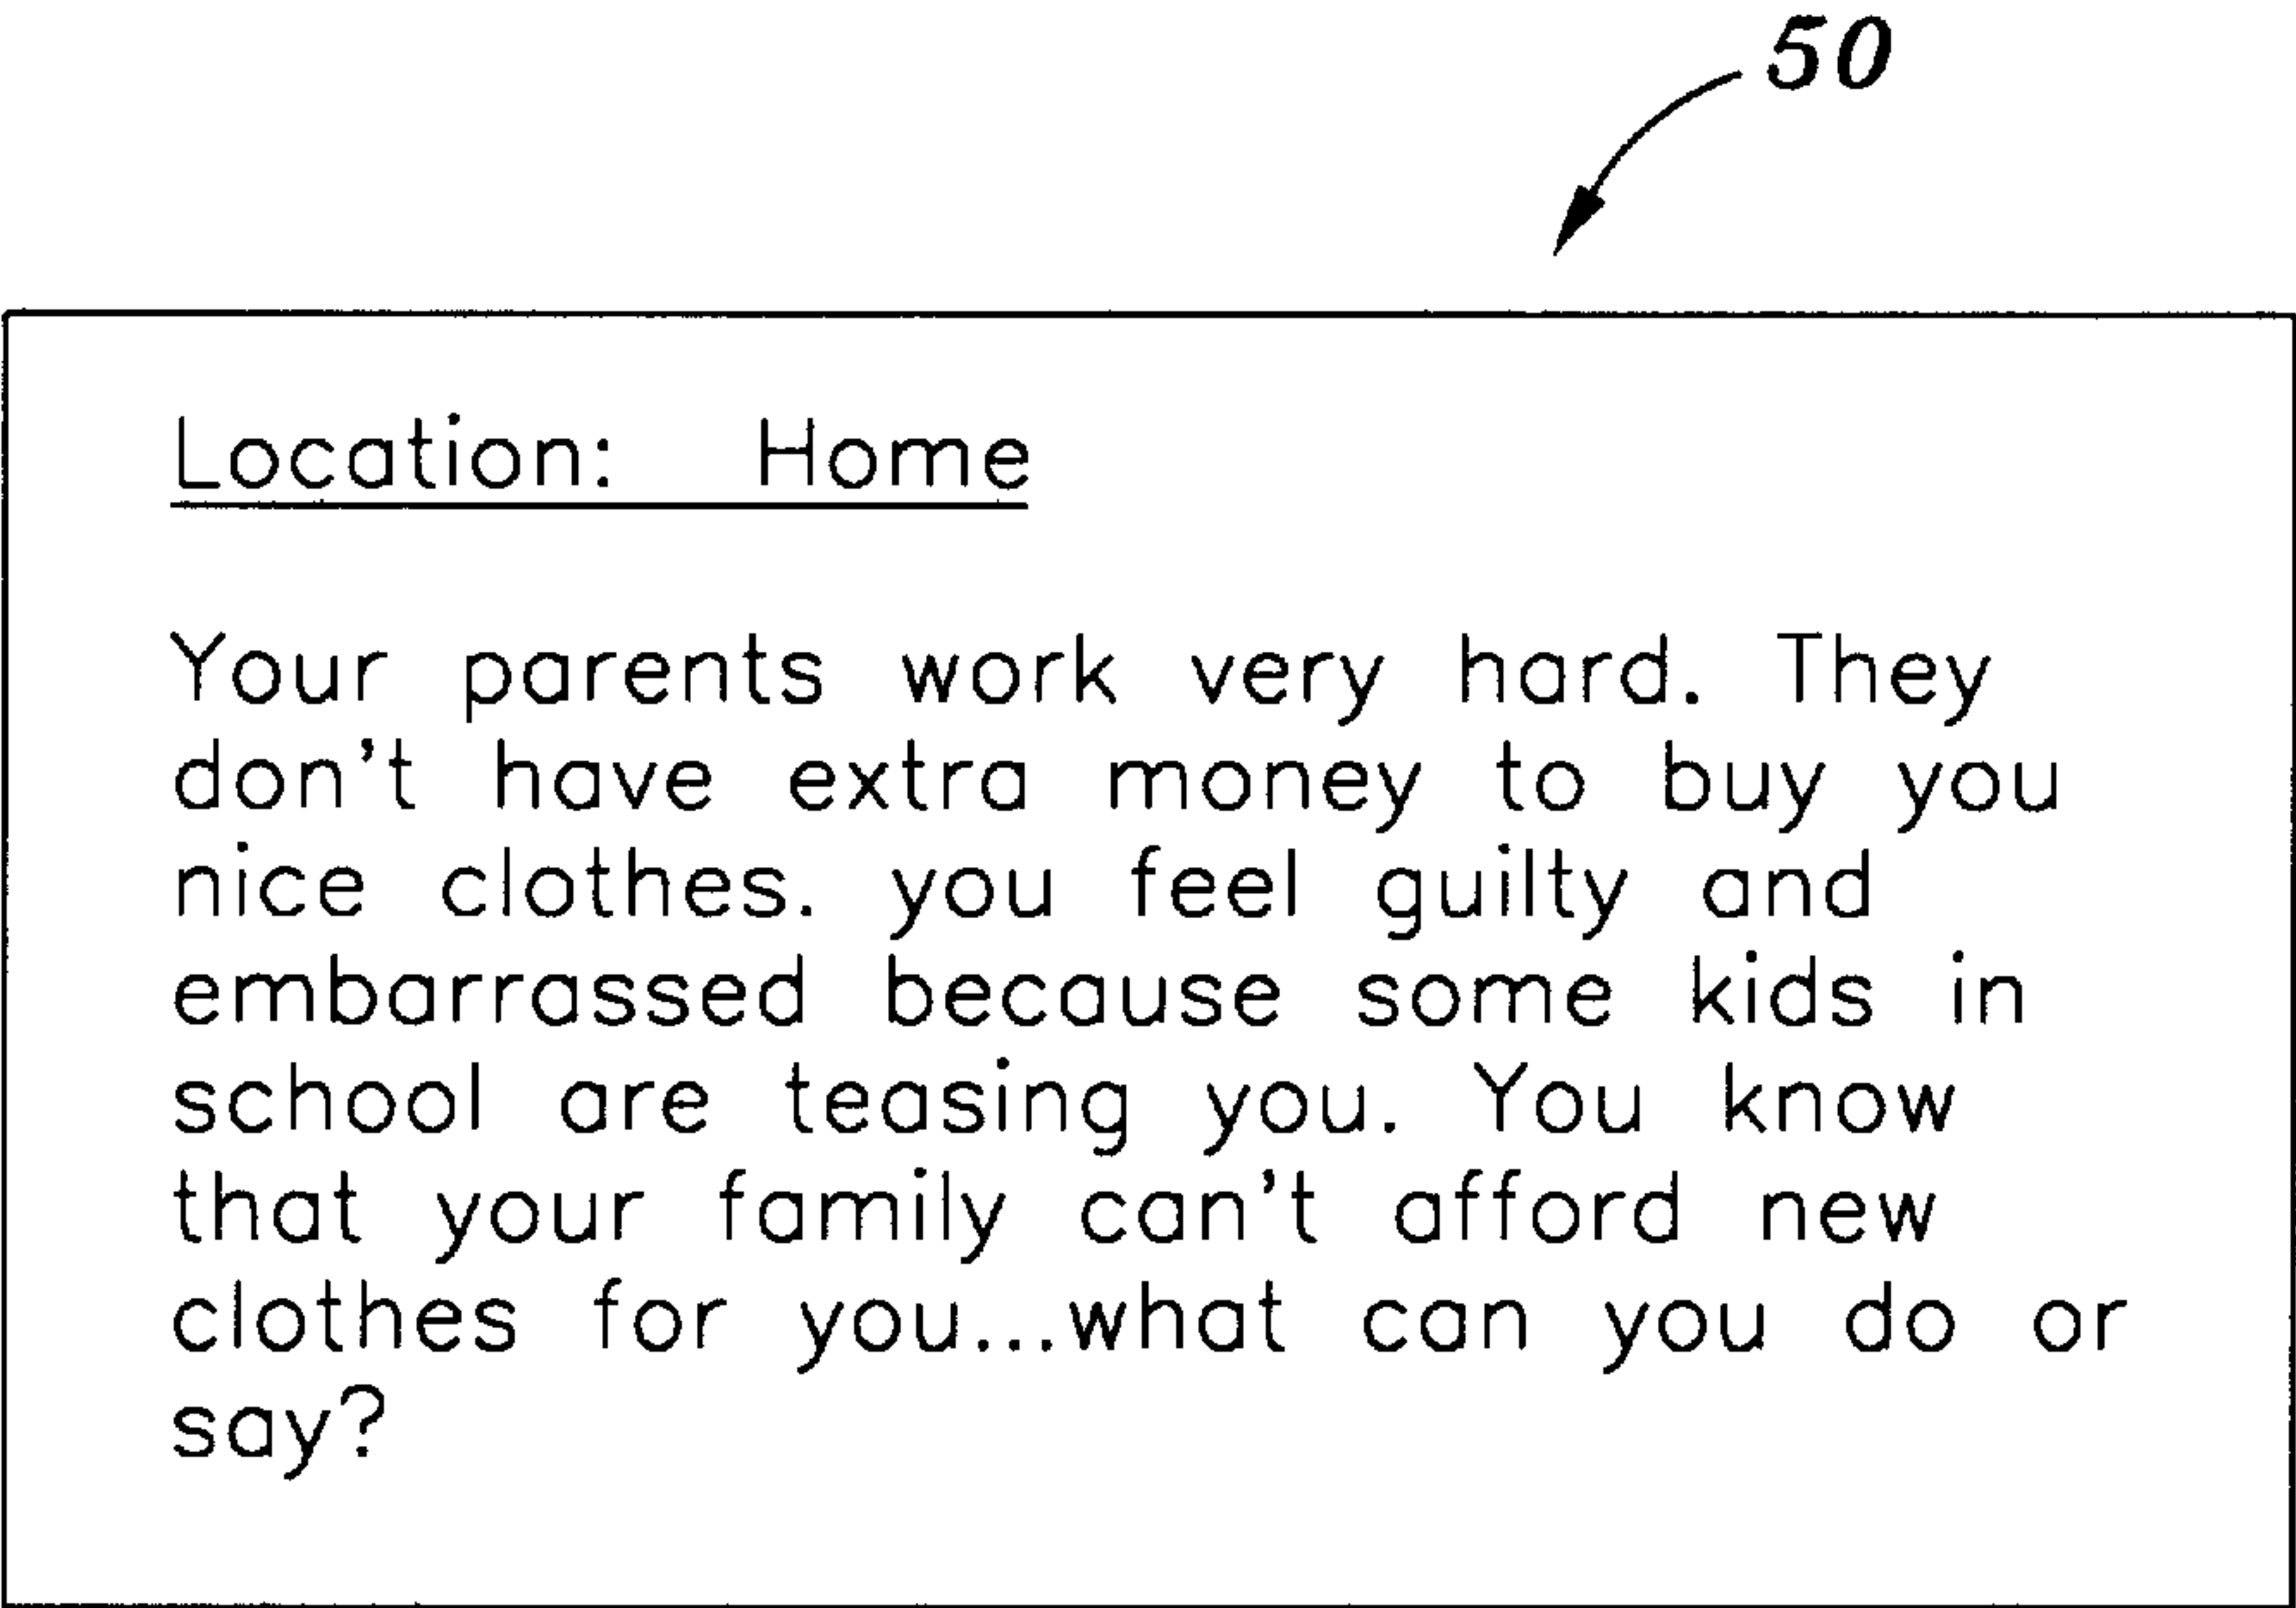 50
Location: Home
Your parents work very hard. They
don't have extra money to buy you
nice clothes. you feel guilty and
embarrassed because some kids in
school are teasing you. You know
that your family can't afford new
clothes for you...what can you do or
say?